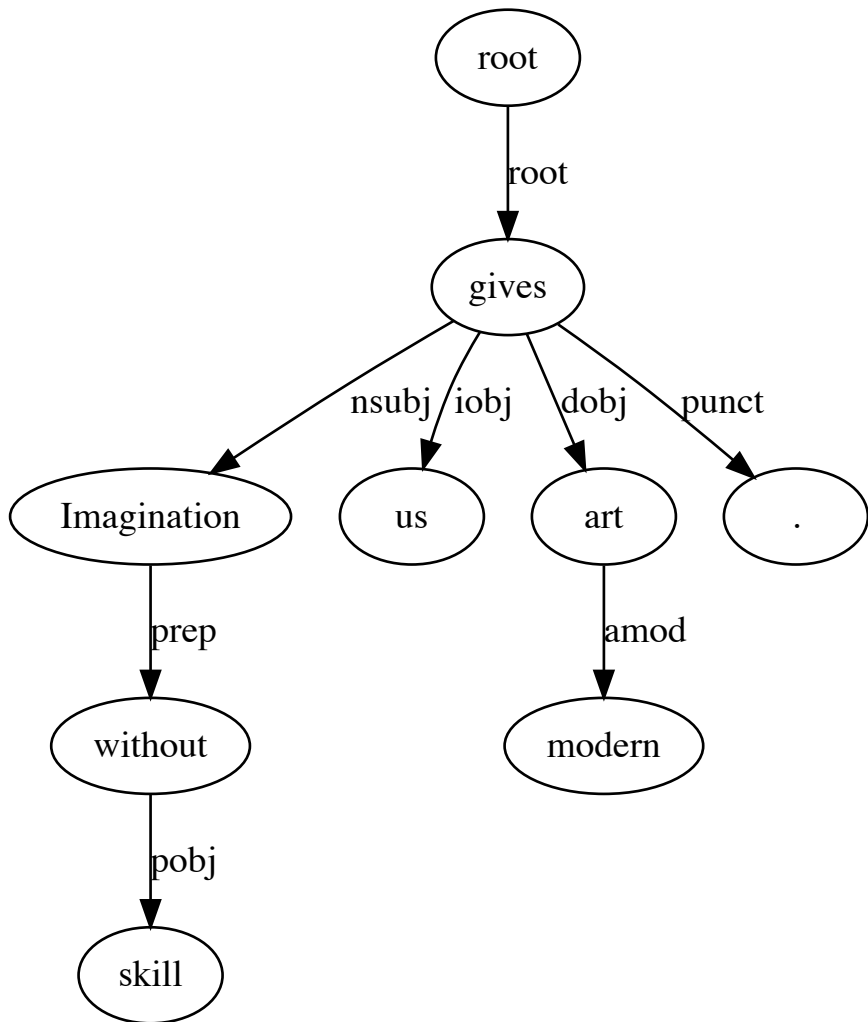 root
root
gives
nsubj iobj dobj punct
Imagination us art .
prep amod
without modern
pobj
skill